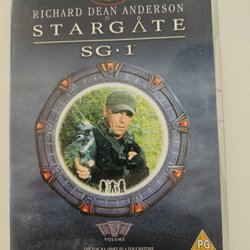 RICHARD DEAN ANDERSON
STARGATE
SG·1
5
VOLUME
PG